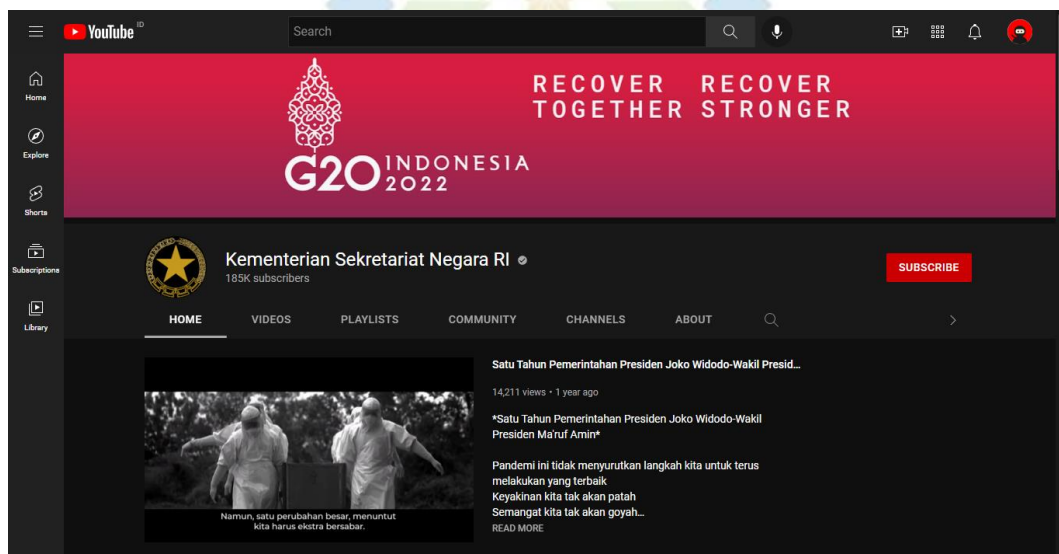 YouTube ID
Search
RECOVER RECOVER
TOGETHER STRONGER
G20 INDONESIA
2022
Home
Explore
Shorts
Subscriptions
Library
Kementerian Sekretariat Negara RI
185K subscribers
SUBSCRIBE
HOME VIDEOS PLAYLISTS COMMUNITY CHANNELS ABOUT
Satu Tahun Pemerintahan Presiden Joko Widodo-Wakil Presid...
14,211 views • 1 year ago
*Satu Tahun Pemerintahan Presiden Joko Widodo-Wakil
Presiden Ma'ruf Amin*
Pandemi ini tidak menyurutkan langkah kita untuk terus
melakukan yang terbaik
Keyakinan kita tak akan patah
Semangat kita tak akan goyah...
READ MORE
Namun, satu perubahan besar, menuntut
kita harus ekstra bersabar.